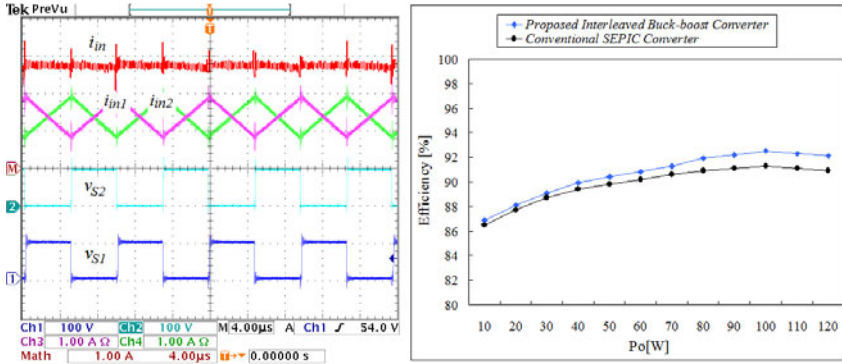 Tek PreVu
T
T
i_in
i_in1
i_in2
M
v_S2
2
v_S1
1
Ch1 100 V Ch2 100 V M 4.00µs A Ch1 ∫ 54.0 V
Ch3 1.00 A Ω Ch4 1.00 A Ω
Math 1.00 A 4.00µs T→▼ 0.00000 s
Proposed Interleaved Buck-boost Converter
Conventional SEPIC Converter
Efficiency [%]
100
98
96
94
92
90
88
86
84
82
80
10 20 30 40 50 60 70 80 90 100 110 120
Po[W]